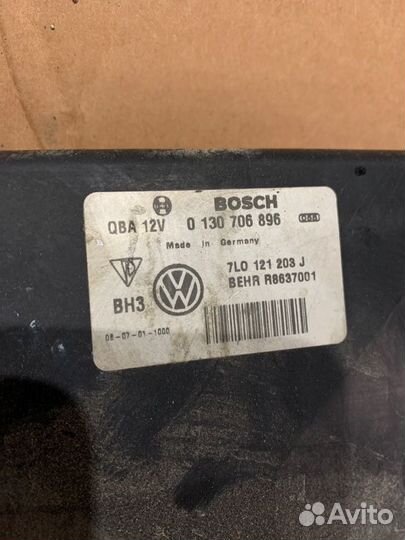 BOSCH
QBA 12V 0 130 706 896
Made in Germany
7L0 121 203 J
BH3 BEHR R8637001
06-07-01-1000
Avito